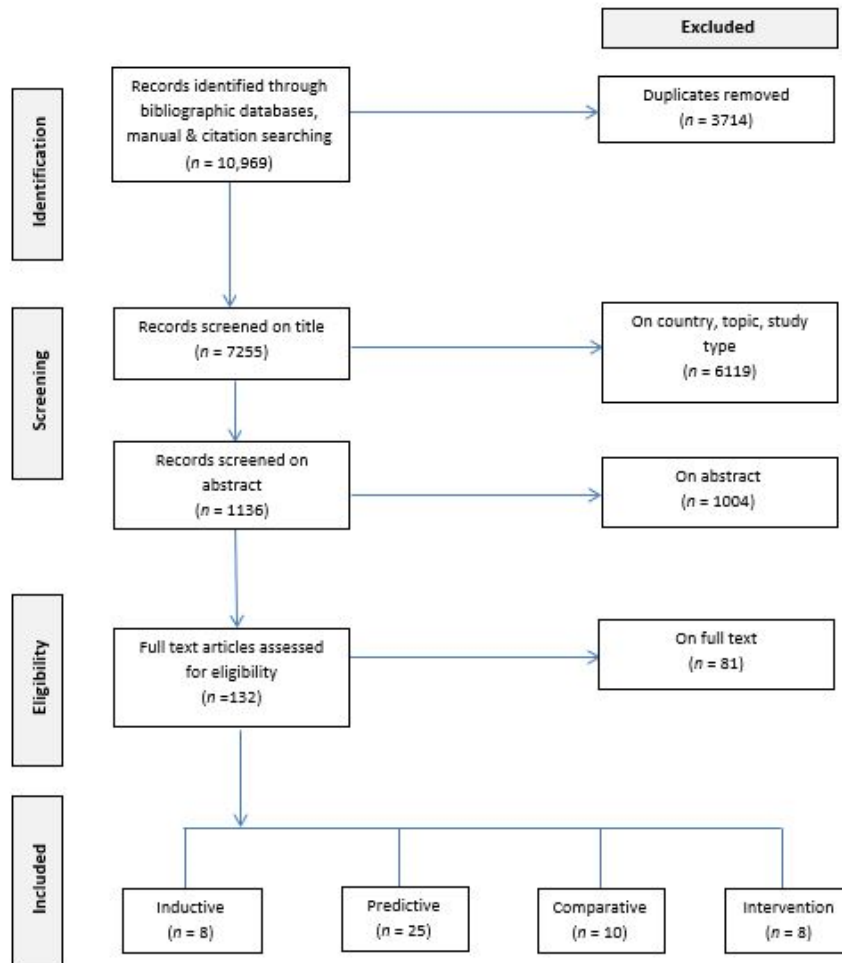 Excluded
Identification
Records identified through
bibliographic databases,
manual & citation searching
(n = 10,969)
Duplicates removed
(n = 3714)
Screening
Records screened on title
(n = 7255)
On country, topic, study
type
(n = 6119)
Records screened on
abstract
(n = 1136)
On abstract
(n = 1004)
Eligibility
Full text articles assessed
for eligibility
(n =132)
On full text
(n = 81)
Included
Inductive
(n = 8)
Predictive
(n = 25)
Comparative
(n = 10)
Intervention
(n = 8)